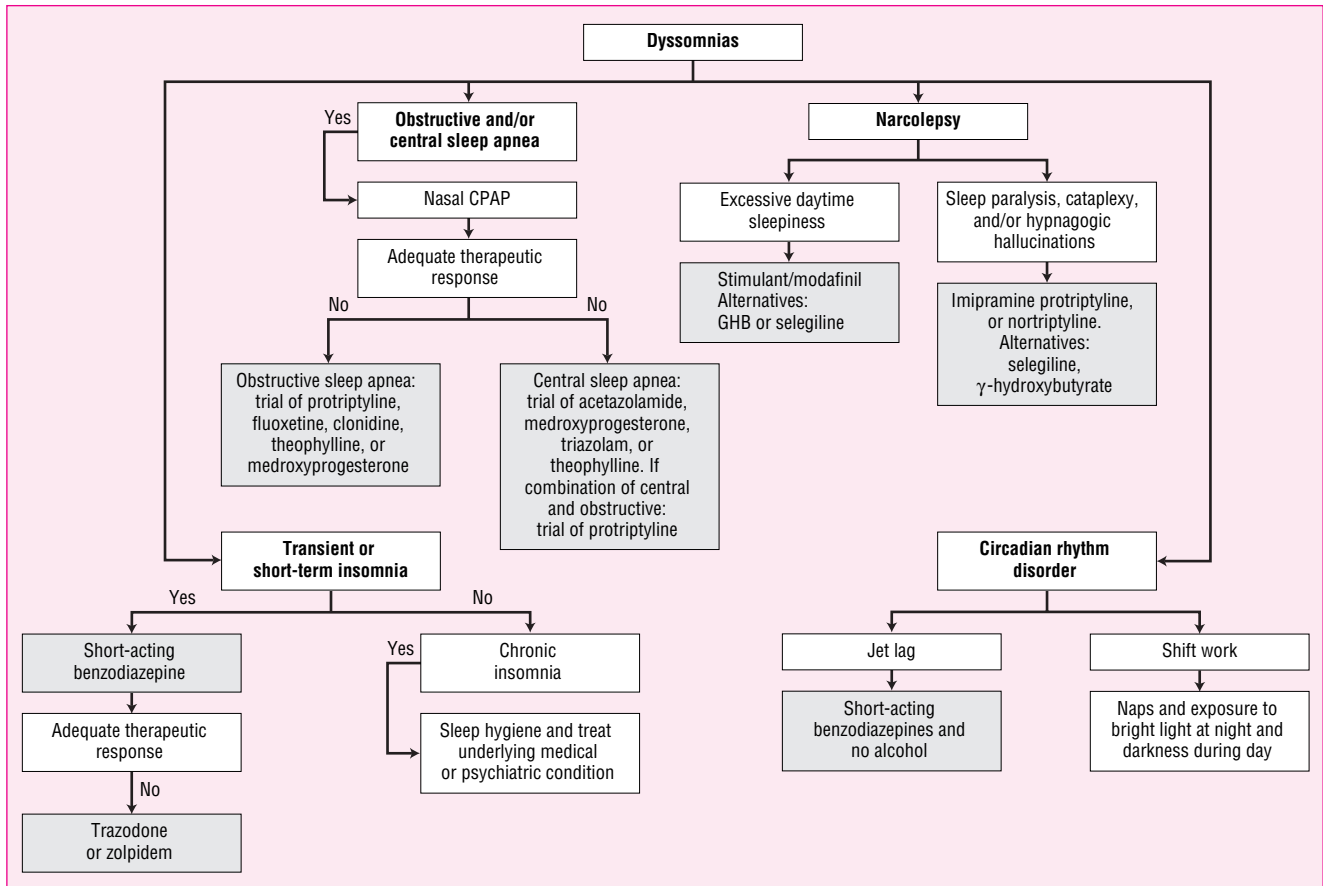 Dyssomnias
Yes
Obstructive and/or
central sleep apnea
Nasal CPAP
Adequate therapeutic
response
No
No
Obstructive sleep apnea:
trial of protriptyline,
fluoxetine, clonidine,
theophylline, or
medroxyprogesterone
Central sleep apnea:
trial of acetazolamide,
medroxyprogesterone,
triazolam, or
theophylline. If
combination of central
and obstructive:
trial of protriptyline
Narcolepsy
Excessive daytime
sleepiness
Stimulant/modafinil
Alternatives:
GHB or selegiline
Sleep paralysis, cataplexy,
and/or hypnagogic
hallucinations
Imipramine protriptyline,
or nortriptyline.
Alternatives:
selegiline,
γ-hydroxybutyrate
Transient or
short-term insomnia
Yes
No
Short-acting
benzodiazepine
Adequate therapeutic
response
No
Trazodone
or zolpidem
Yes
Chronic
insomnia
Sleep hygiene and treat
underlying medical
or psychiatric condition
Circadian rhythm
disorder
Jet lag
Short-acting
benzodiazepines and
no alcohol
Shift work
Naps and exposure to
bright light at night and
darkness during day